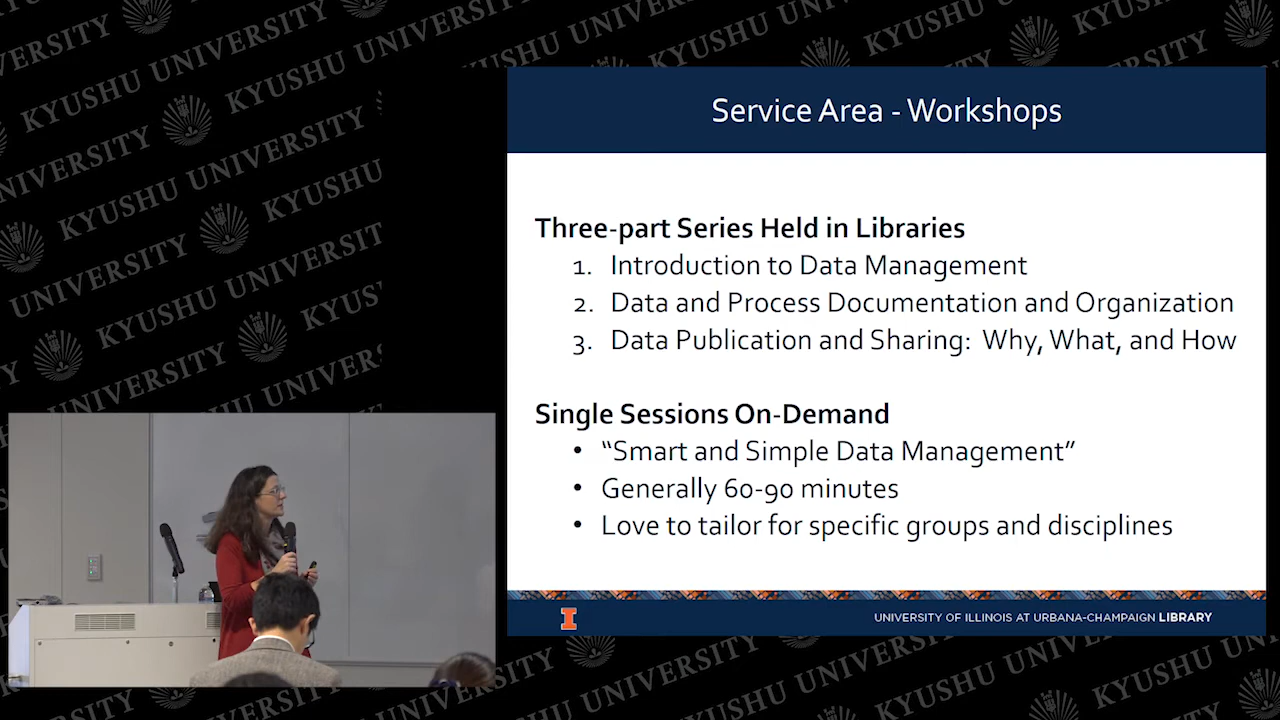 Service Area - Workshops
Three-part Series Held in Libraries
1. Introduction to Data Management
2. Data and Process Documentation and Organization
3. Data Publication and Sharing: Why, What, and How
Single Sessions On-Demand
• “Smart and Simple Data Management”
• Generally 60-90 minutes
• Love to tailor for specific groups and disciplines
I
UNIVERSITY OF ILLINOIS AT URBANA-CHAMPAIGN LIBRARY
KYUSHU UNIVERSITY